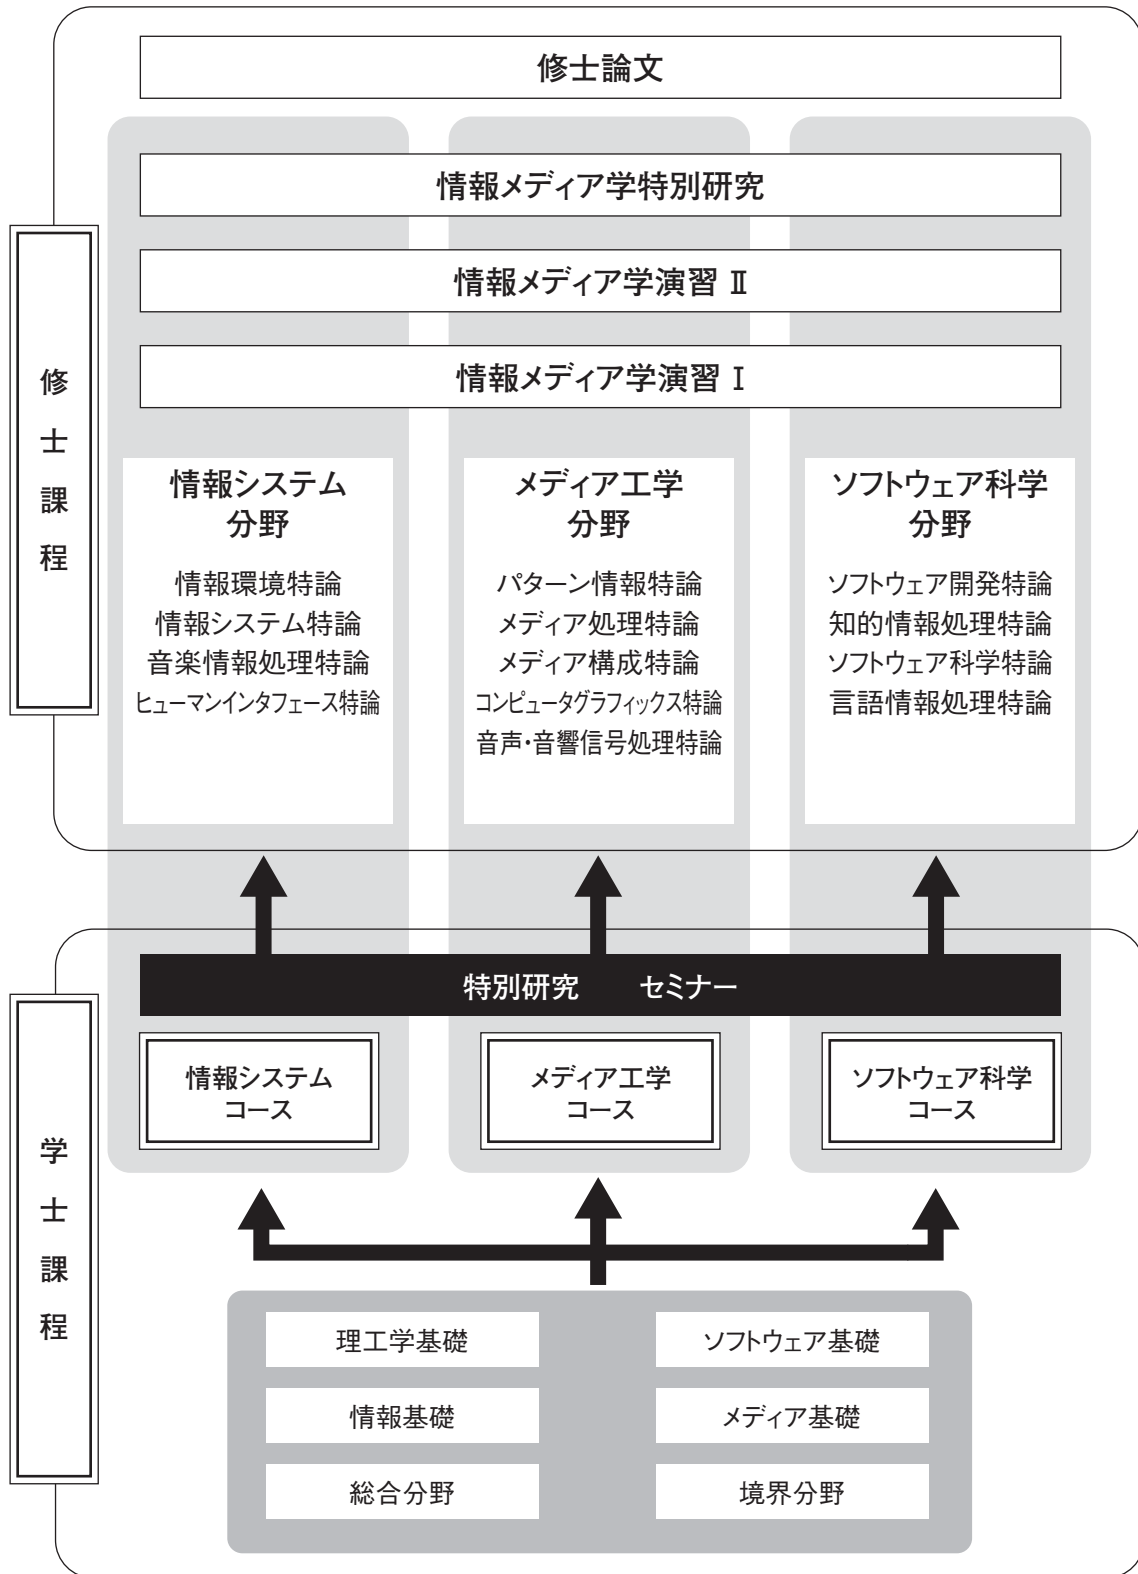 修士論文
情報メディア学特別研究
情報メディア学演習 Ⅱ
情報メディア学演習 Ⅰ
修士課程
情報システム
分野
情報環境特論
情報システム特論
音楽情報処理特論
ヒューマンインタフェース特論
メディア工学
分野
パターン情報特論
メディア処理特論
メディア構成特論
コンピュータグラフィックス特論
音声・音響信号処理特論
ソフトウェア科学
分野
ソフトウェア開発特論
知的情報処理特論
ソフトウェア科学特論
言語情報処理特論
特別研究　セミナー
学士課程
情報システム
コース
メディア工学
コース
ソフトウェア科学
コース
理工学基礎
ソフトウェア基礎
情報基礎
メディア基礎
総合分野
境界分野